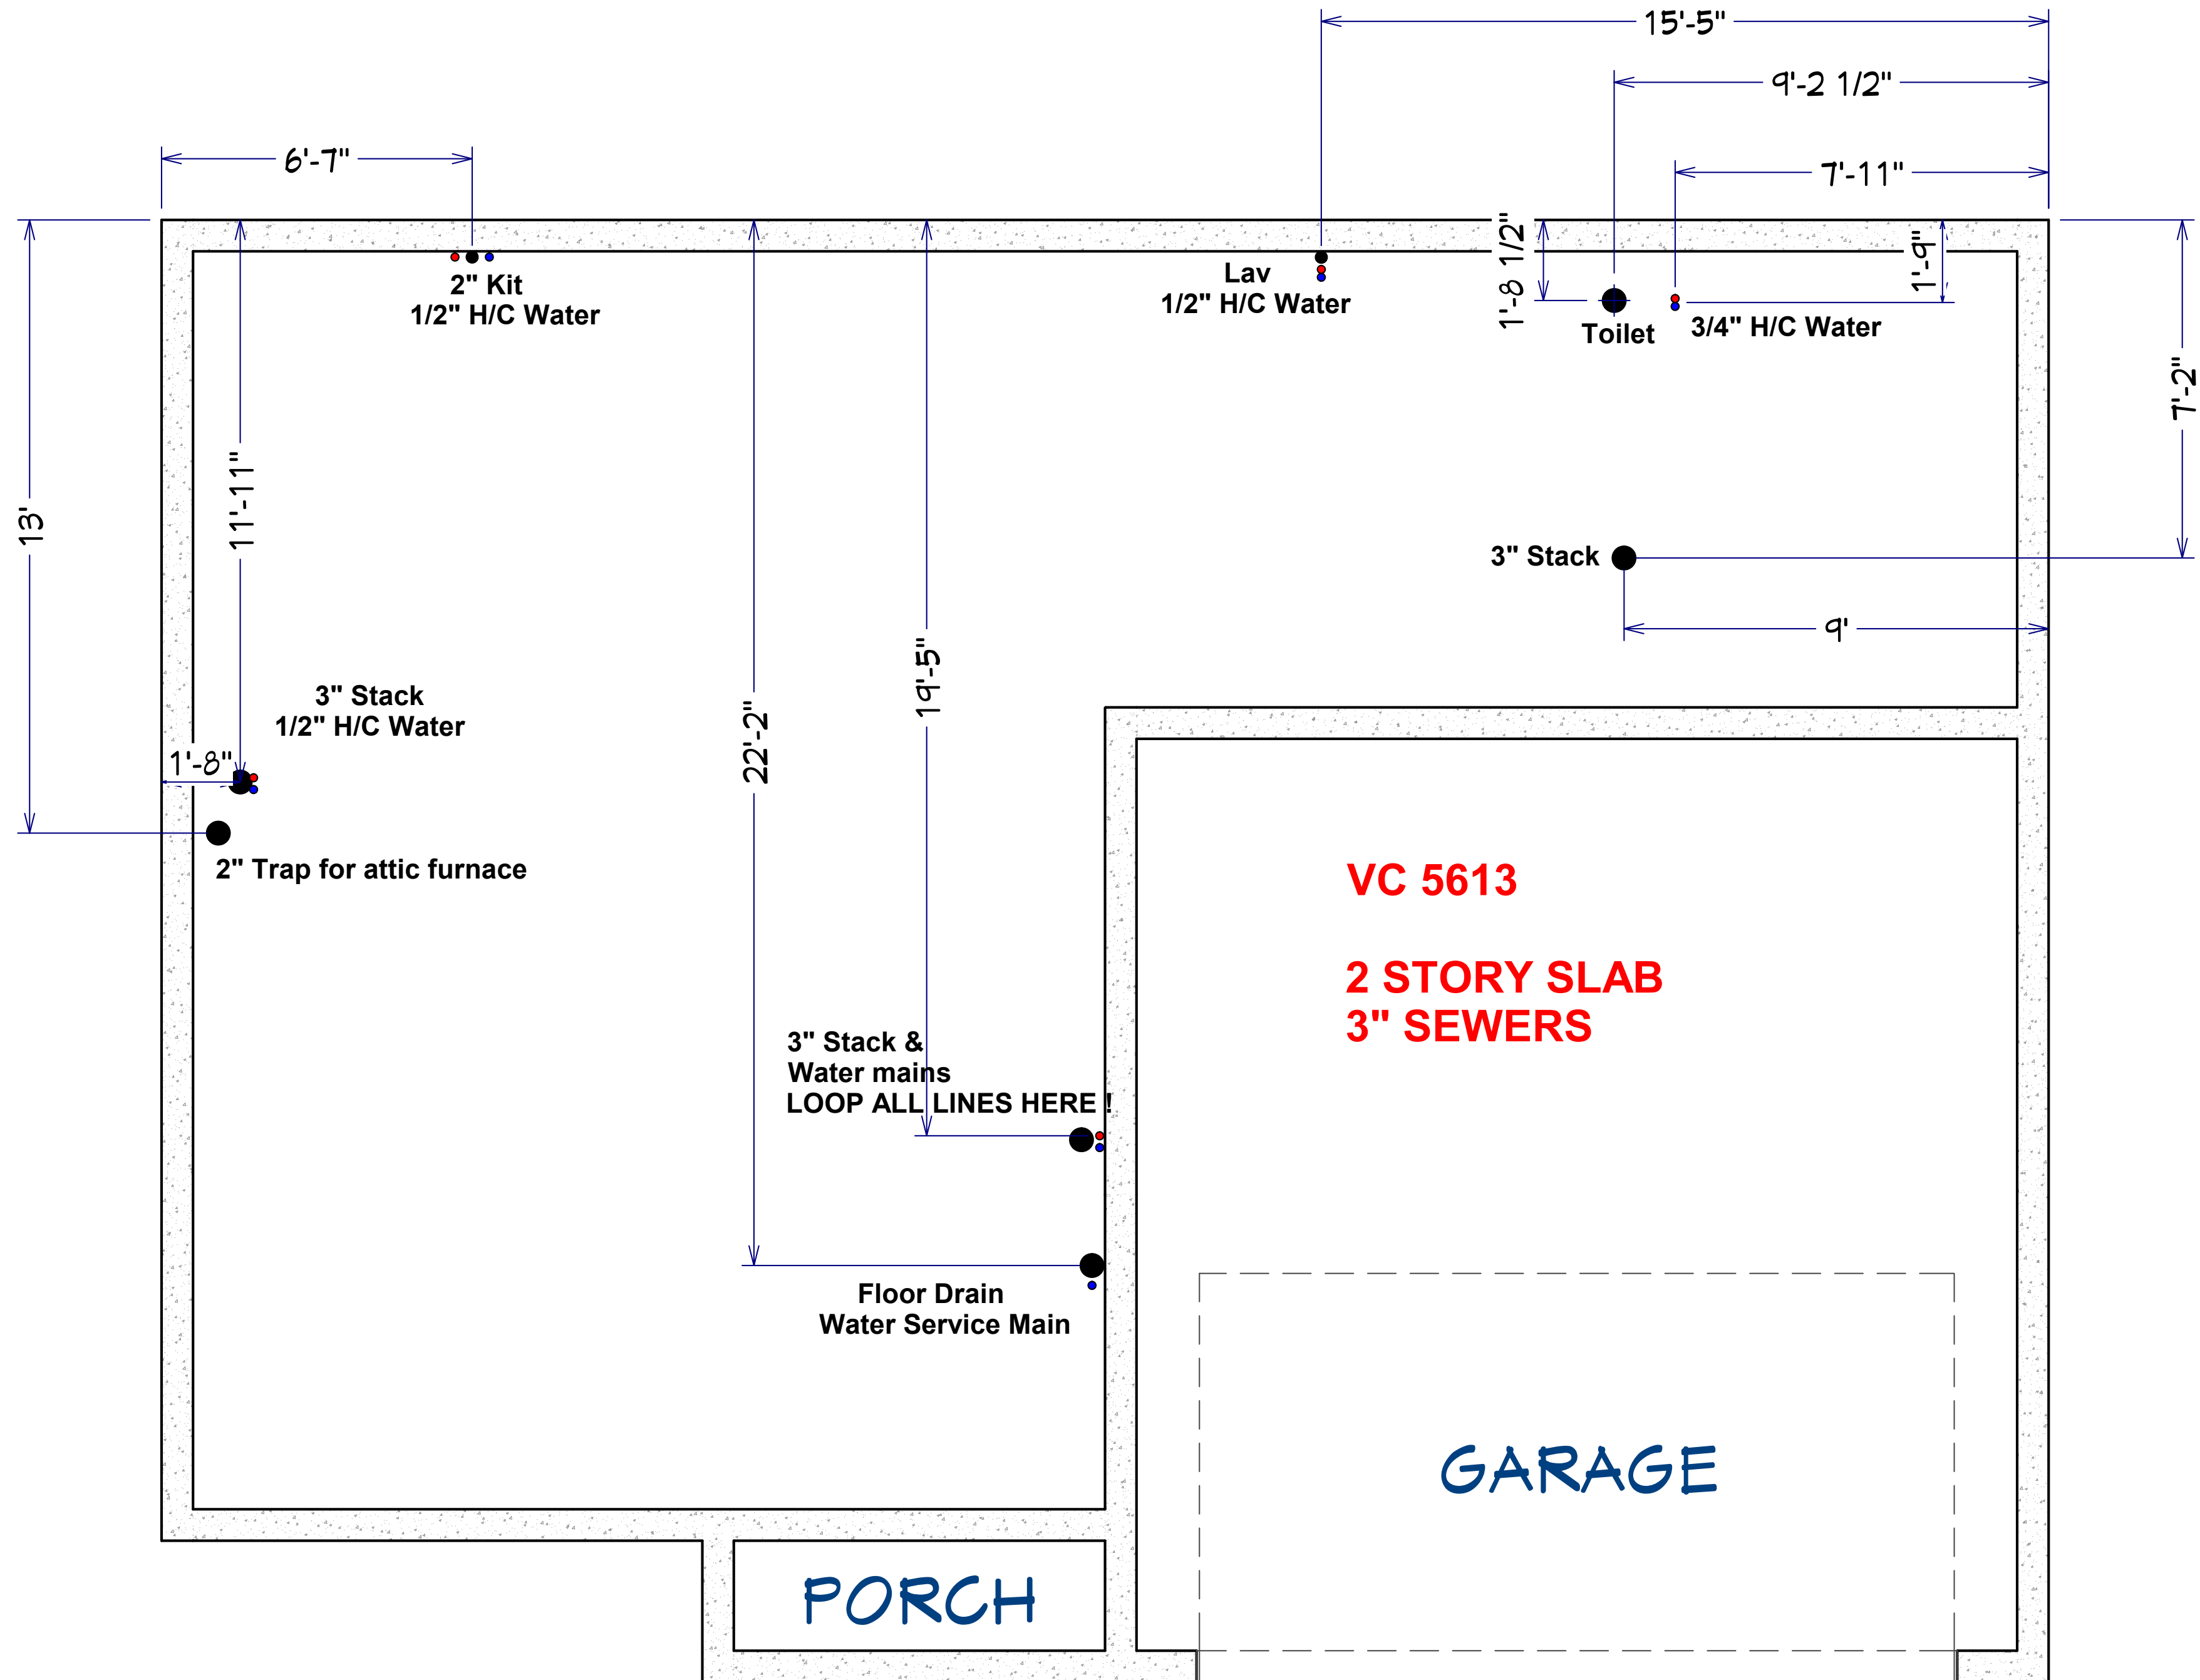 15'-5"
9'-2 1/2"
6'-7"
7'-11"
1'-8 1/2"
1'-9"
2" Kit
1/2" H/C Water
Lav
1/2" H/C Water
Toilet
3/4" H/C Water
7'-2"
13'
11'-11"
3" Stack
9'
19'-5"
3" Stack
1/2" H/C Water
22'-2"
1'-8"
2" Trap for attic furnace
VC 5613
2 STORY SLAB
3" SEWERS
3" Stack &
Water mains
LOOP ALL LINES HERE !
Floor Drain
Water Service Main
GARAGE
PORCH